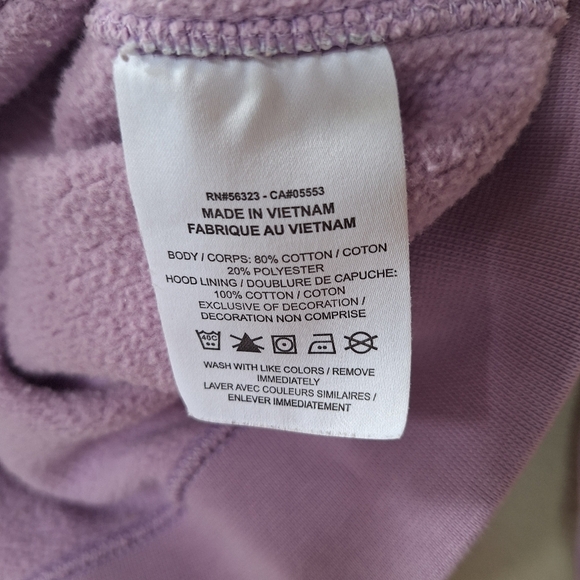 RN#56323 - CA#05553
MADE IN VIETNAM
FABRIQUE AU VIETNAM
BODY / CORPS: 80% COTTON / COTON
20% POLYESTER
HOOD LINING / DOUBLURE DE CAPUCHE:
100% COTTON / COTON
EXCLUSIVE OF DECORATION /
DECORATION NON COMPRISE
40C
WASH WITH LIKE COLORS / REMOVE
IMMEDIATELY
LAVER AVEC COULEURS SIMILAIRES /
ENLEVER IMMEDIATEMENT